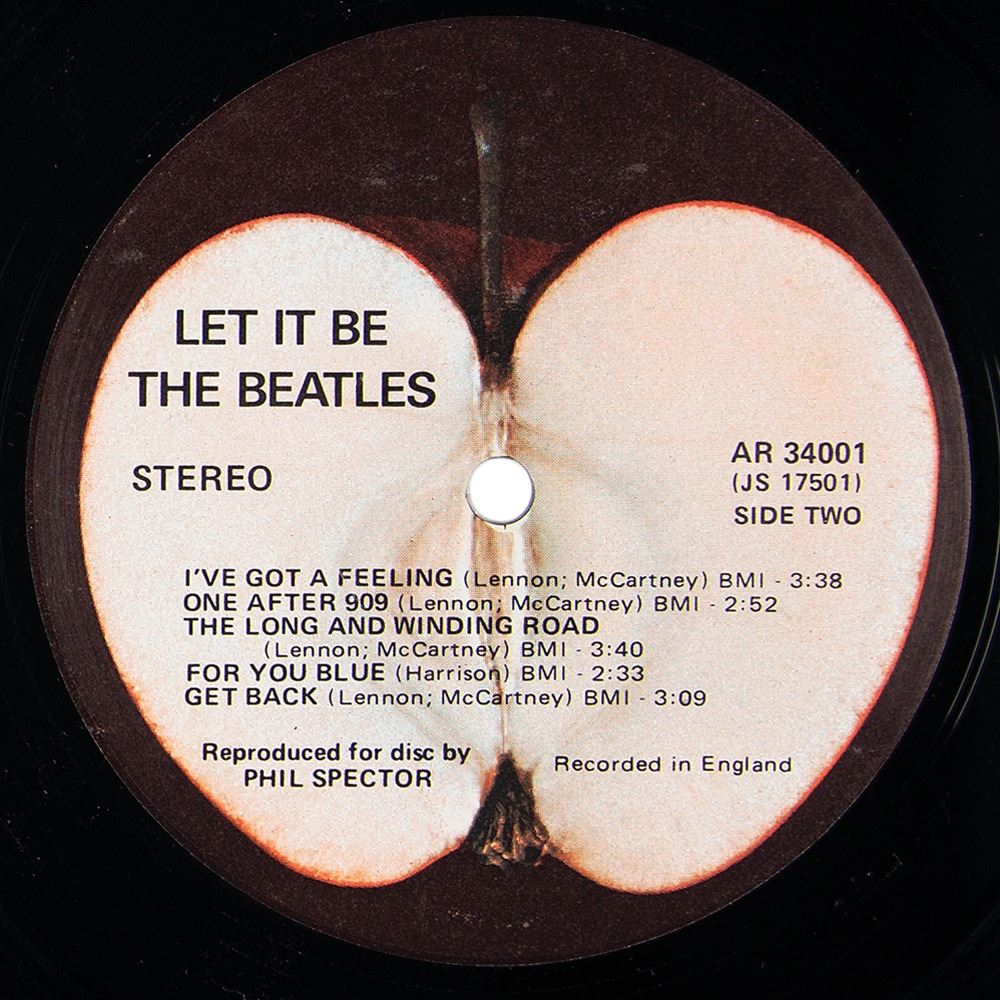 LET IT BE
THE BEATLES
STEREO
AR 34001
(JS 17501)
SIDE TWO
I'VE GOT A FEELING (Lennon; McCartney) BMI - 3:38
ONE AFTER 909 (Lennon; McCartney) BMI - 2:52
THE LONG AND WINDING ROAD
(Lennon; McCartney) BMI - 3:40
FOR YOU BLUE (Harrison) BMI - 2:33
GET BACK (Lennon; McCartney) BMI - 3:09
Reproduced for disc by
PHIL SPECTOR
Recorded in England